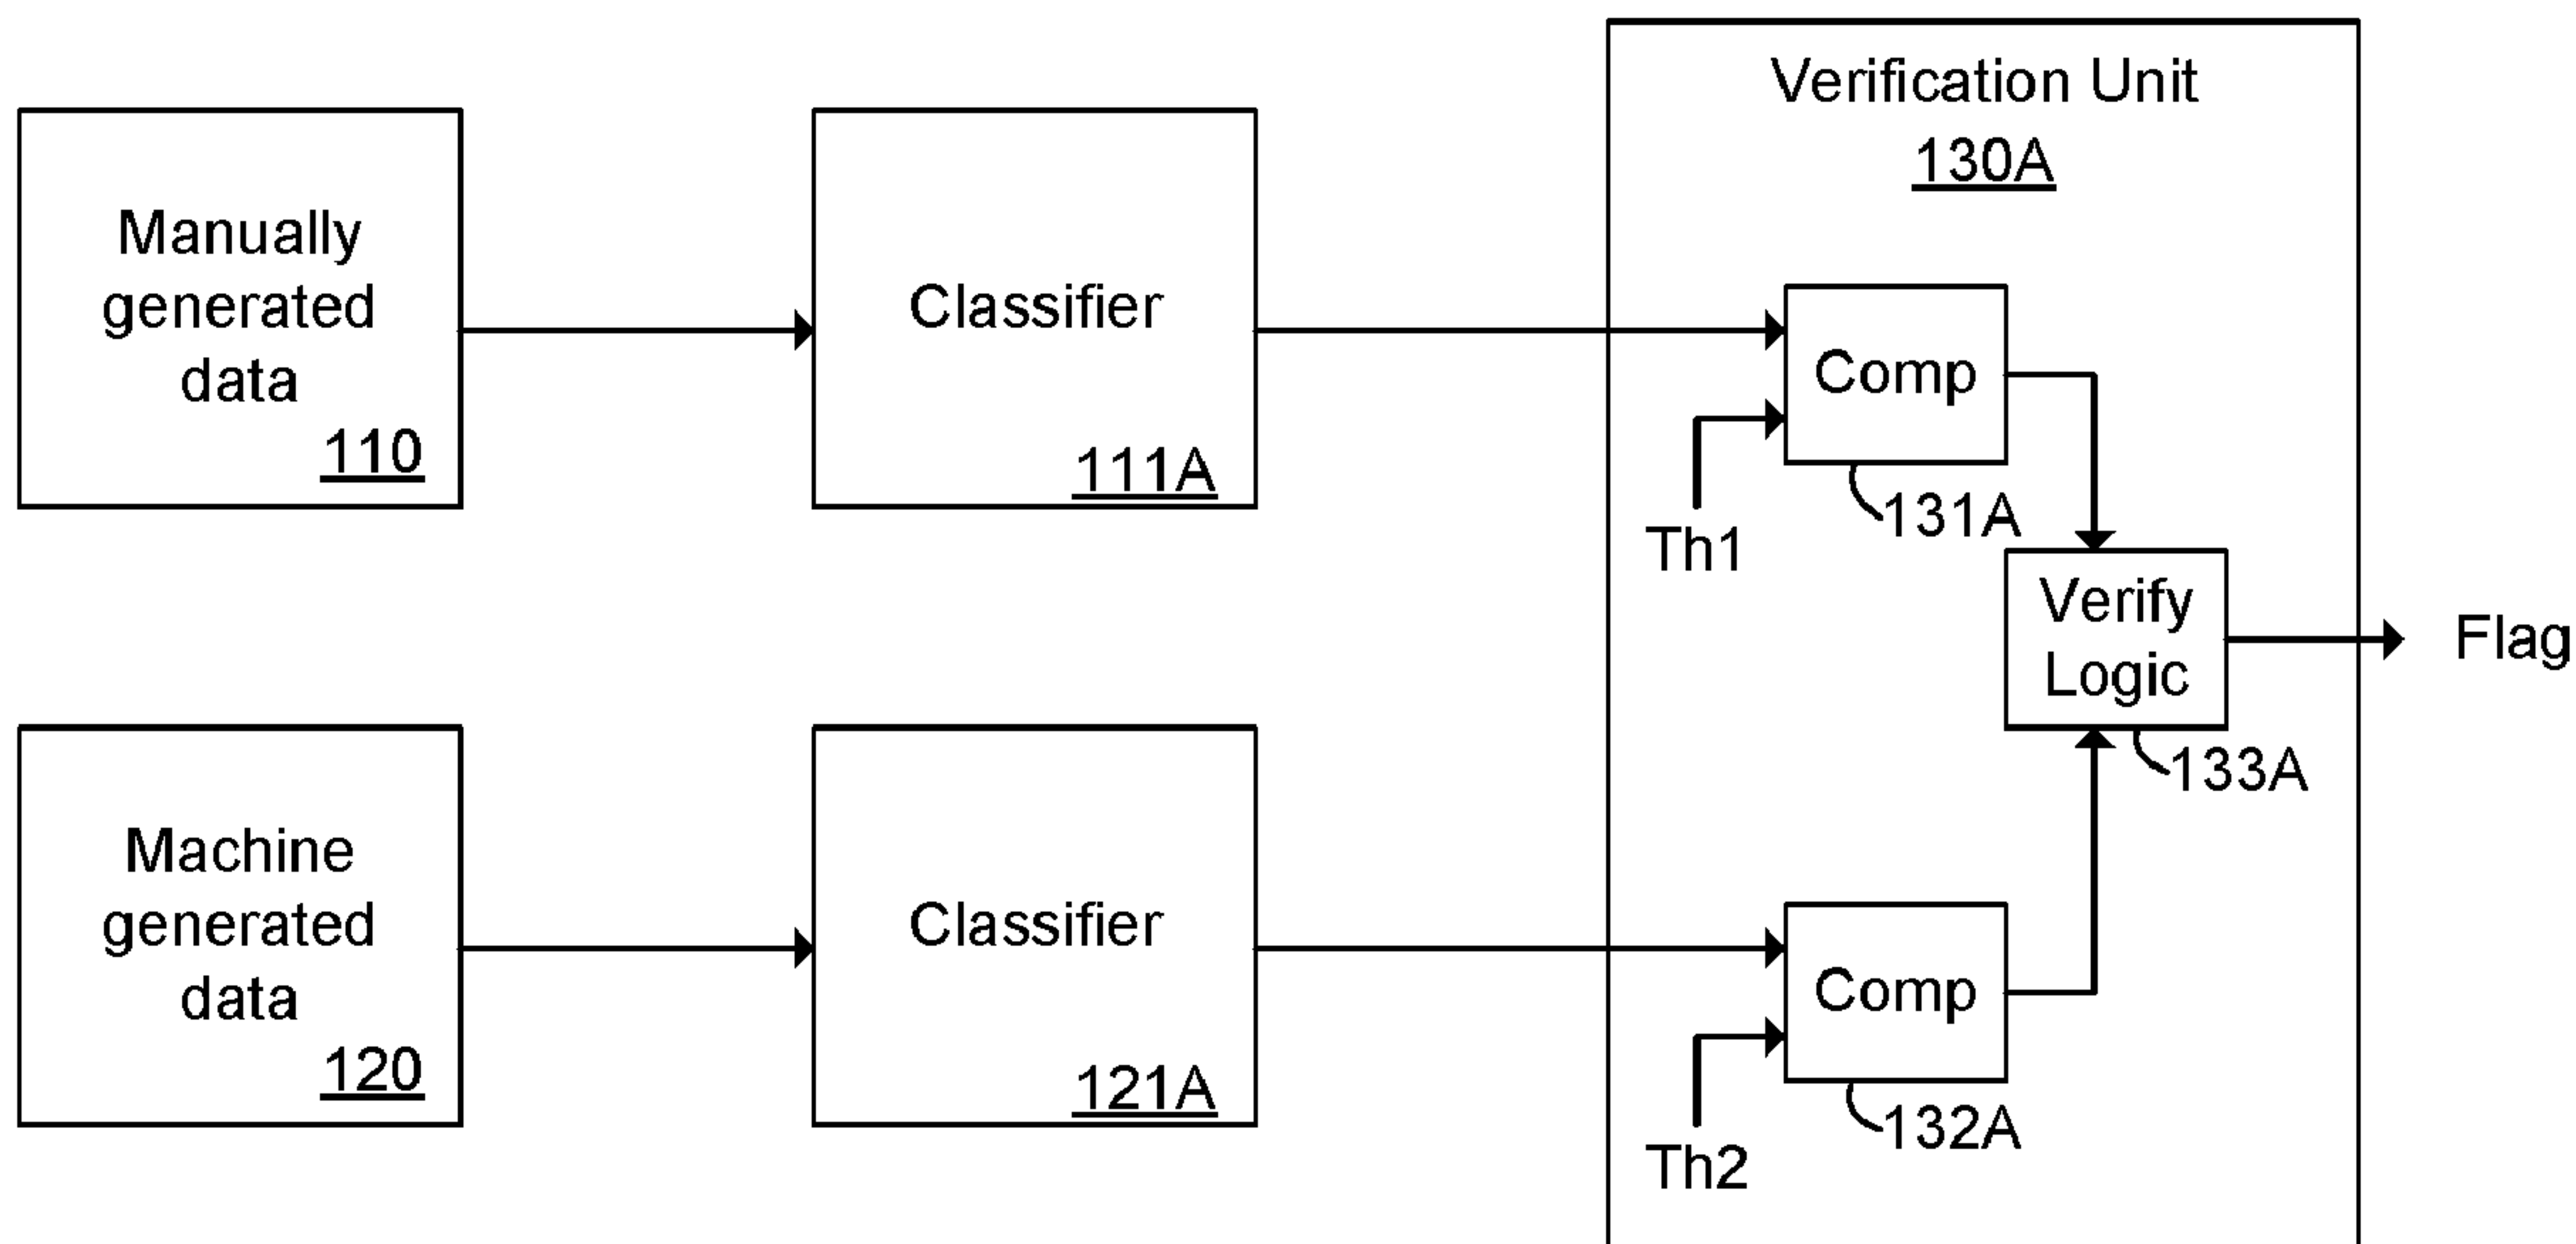 Verification Unit
130A
Manually
generated
data
110
Classifier
111A
Comp
131A
Th1
Verify
Logic
133A
Flag
Machine
generated
data
120
Classifier
121A
Comp
132A
Th2